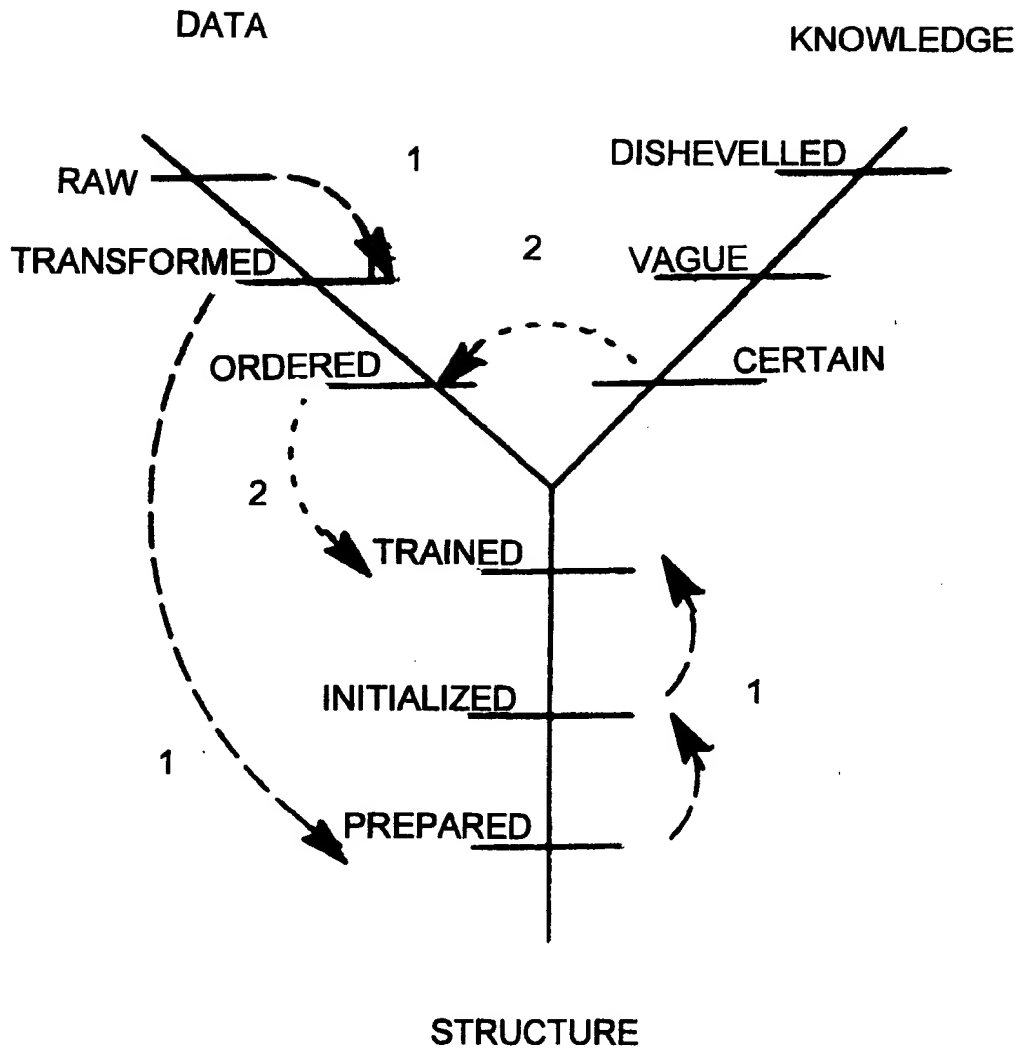 DATA
KNOWLEDGE
RAW
1
DISHEVELLED
TRANSFORMED
2
VAGUE
ORDERED
CERTAIN
2
TRAINED
INITIALIZED
1
1
PREPARED
STRUCTURE